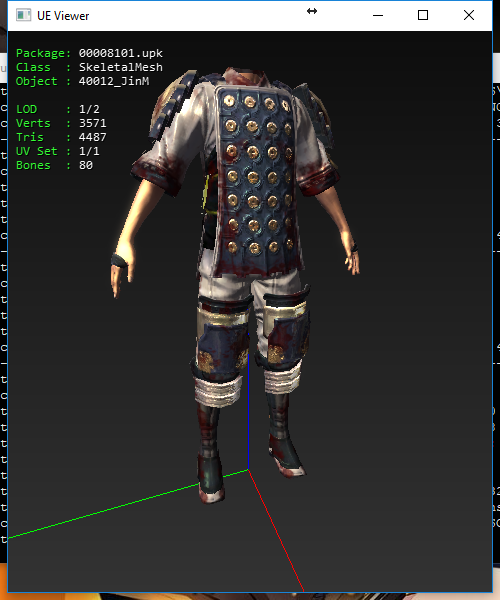 UE Viewer
Package: 00008101.upk
Class : SkeletalMesh
Object : 40012_JinM
LOD : 1/2
Verts : 3571
Tris : 4487
UV Set : 1/1
Bones : 80